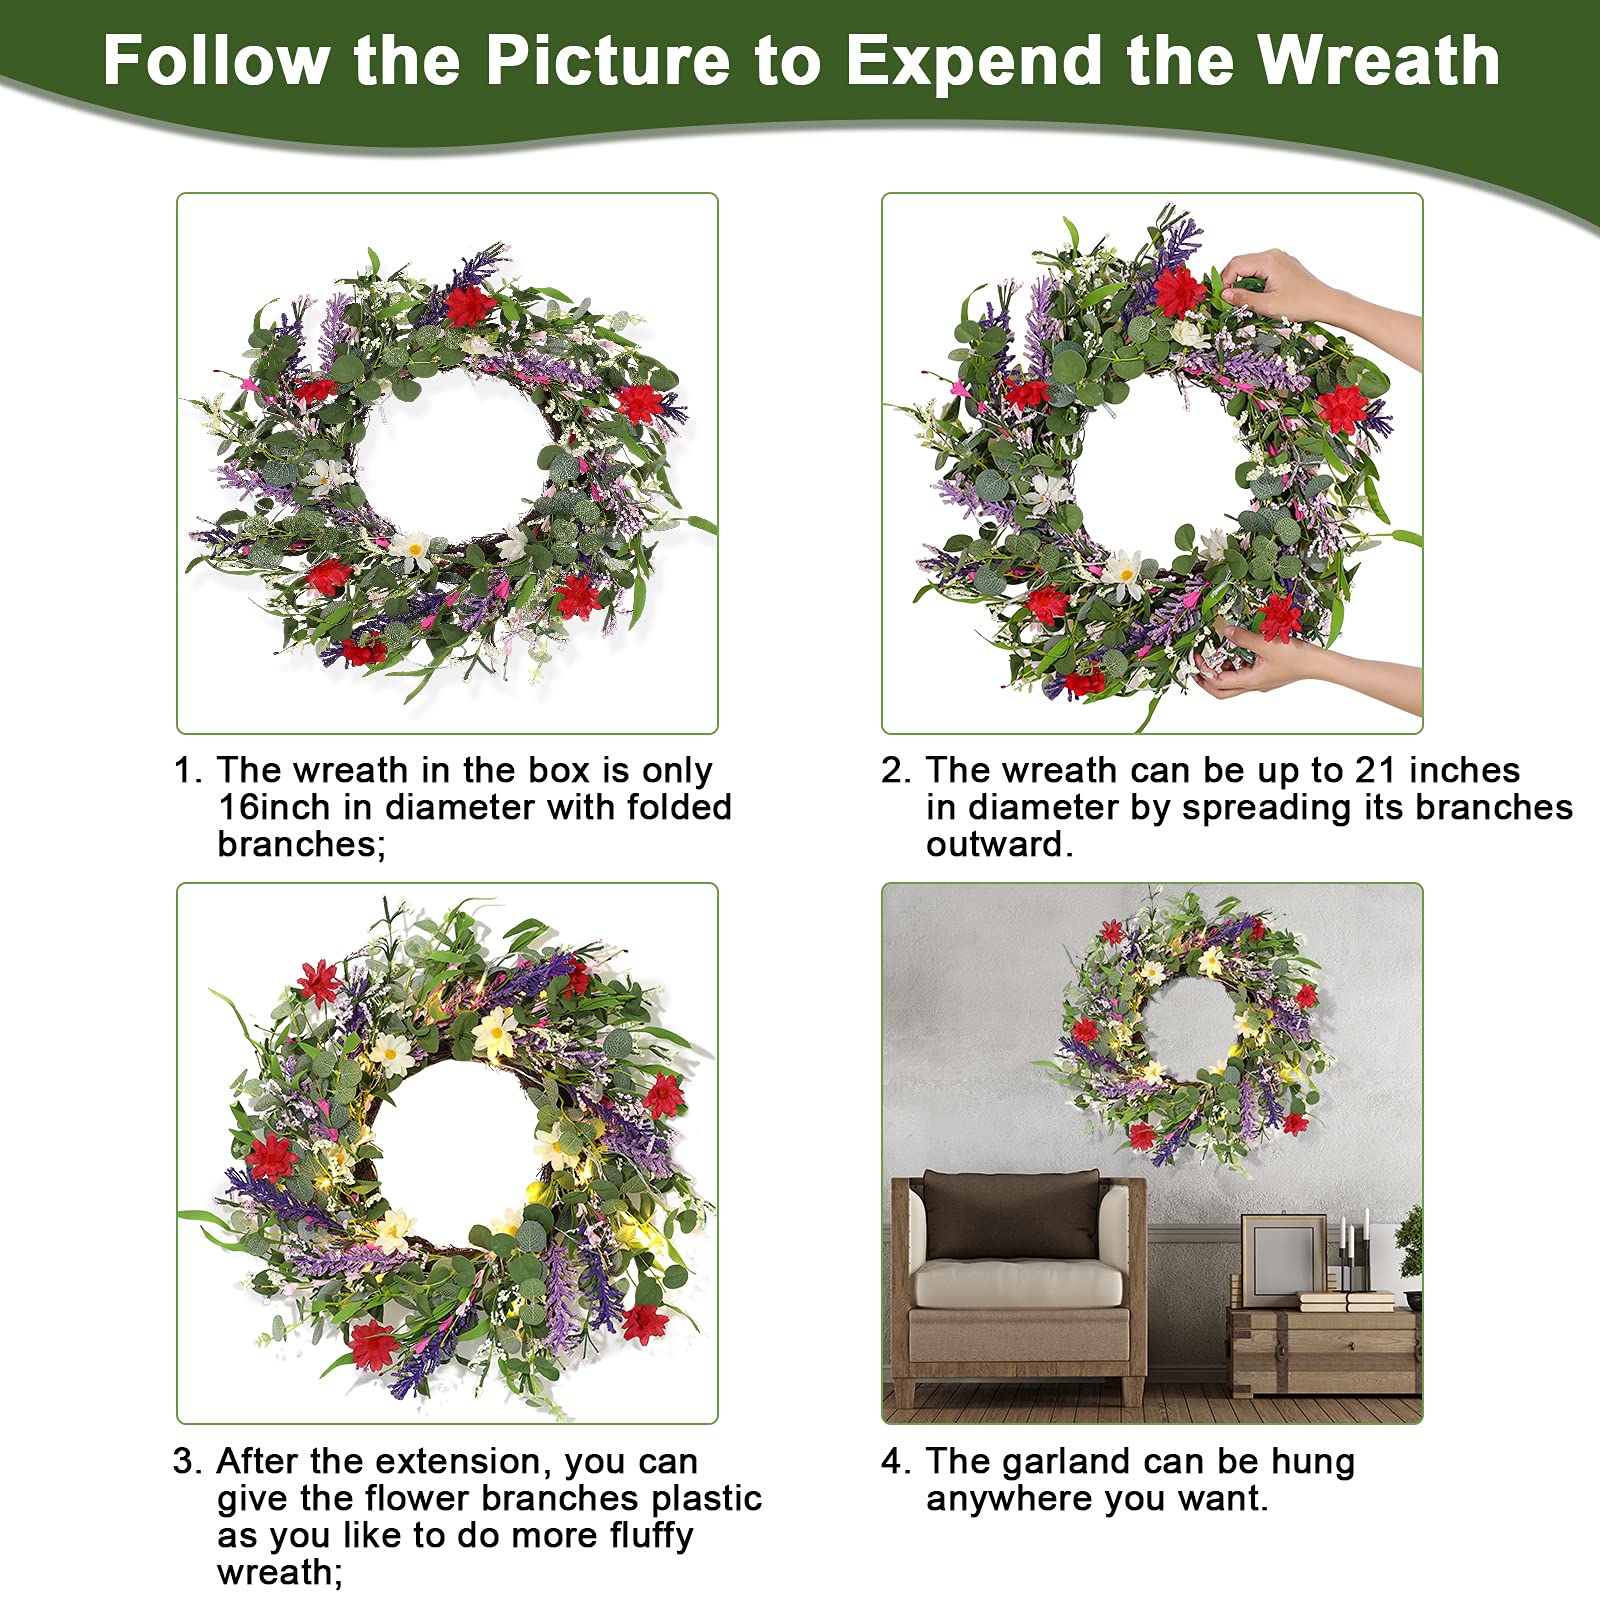 Follow the Picture to Expend the Wreath
1. The wreath in the box is only
16inch in diameter with folded
branches;
2. The wreath can be up to 21 inches
in diameter by spreading its branches
outward.
3. After the extension, you can
give the flower branches plastic
as you like to do more fluffy
wreath;
4. The garland can be hung
anywhere you want.